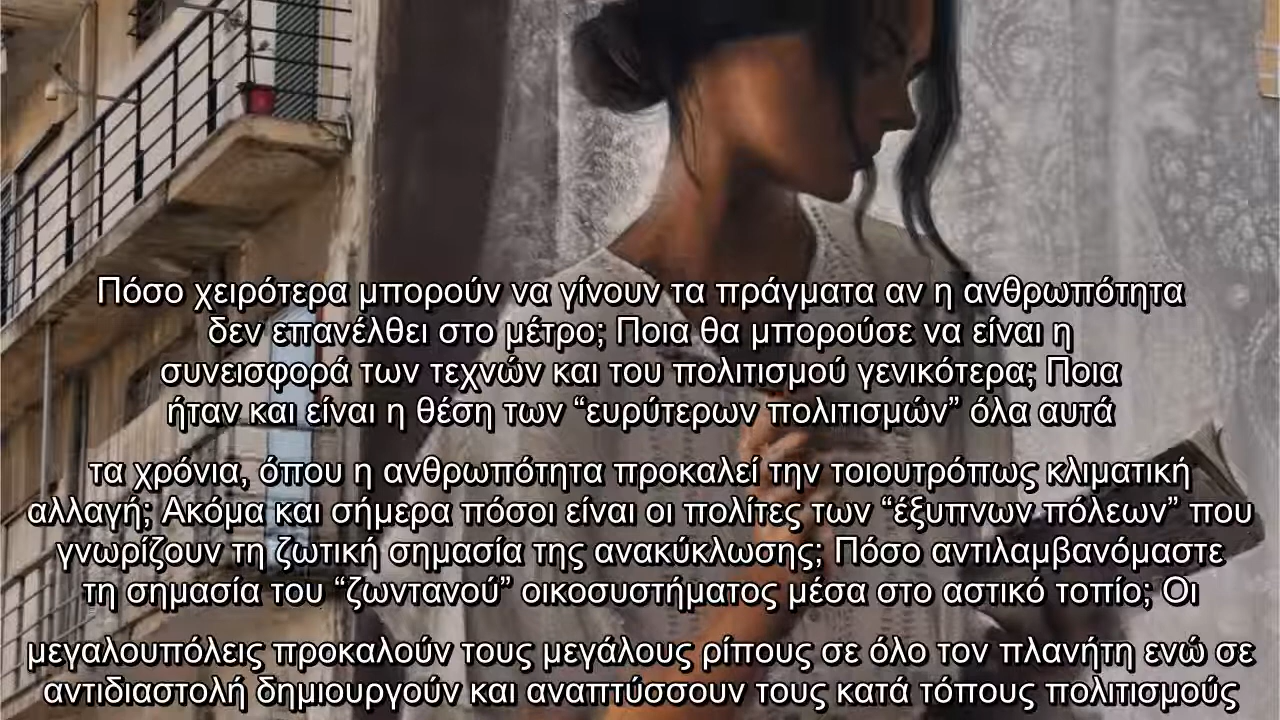 Πόσο χειρότερα μπορούν να γίνουν τα πράγματα αν η ανθρωπότητα
δεν επανέλθει στο μέτρο; Ποια θα μπορούσε να είναι η
συνεισφορά των τεχνών και του πολιτισμού γενικότερα; Ποια
ήταν και είναι η θέση των “ευρύτερων πολιτισμών” όλα αυτά
τα χρόνια, όπου η ανθρωπότητα προκαλεί την τοιουτρόπως κλιματική
αλλαγή; Ακόμα και σήμερα πόσοι είναι οι πολίτες των “έξυπνων πόλεων” που
γνωρίζουν τη ζωτική σημασία της ανακύκλωσης; Πόσο αντιλαμβανόμαστε
τη σημασία του “ζωντανού” οικοσυστήματος μέσα στο αστικό τοπίο; Οι
μεγαλουπόλεις προκαλούν τους μεγάλους ρίπους σε όλο τον πλανήτη ενώ σε
αντιδιαστολή δημιουργούν και αναπτύσσουν τους κατά τόπους πολιτισμούς